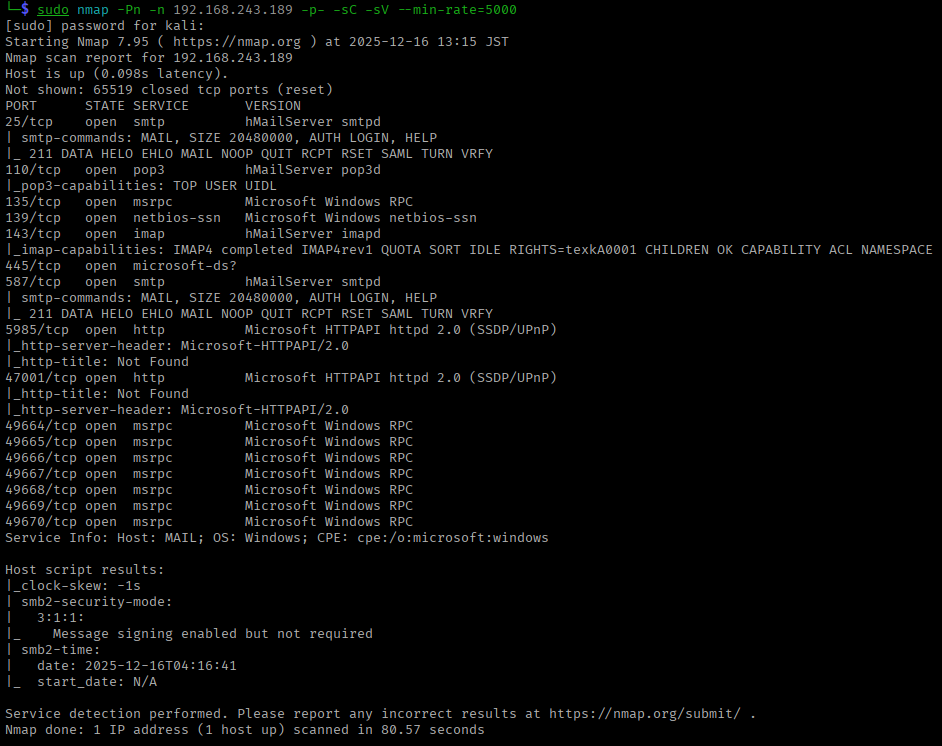 └─$ sudo nmap -Pn -n 192.168.243.189 -p- -sC -sV --min-rate=5000
[sudo] password for kali:
Starting Nmap 7.95 ( https://nmap.org ) at 2025-12-16 13:15 JST
Nmap scan report for 192.168.243.189
Host is up (0.098s latency).
Not shown: 65519 closed tcp ports (reset)
PORT      STATE SERVICE       VERSION
25/tcp    open  smtp          hMailServer smtpd
| smtp-commands: MAIL, SIZE 20480000, AUTH LOGIN, HELP
|_ 211 DATA HELO EHLO MAIL NOOP QUIT RCPT RSET SAML TURN VRFY
110/tcp   open  pop3          hMailServer pop3d
|_pop3-capabilities: TOP USER UIDL
135/tcp   open  msrpc         Microsoft Windows RPC
139/tcp   open  netbios-ssn   Microsoft Windows netbios-ssn
143/tcp   open  imap          hMailServer imapd
|_imap-capabilities: IMAP4 completed IMAP4rev1 QUOTA SORT IDLE RIGHTS=texkA0001 CHILDREN OK CAPABILITY ACL NAMESPACE
445/tcp   open  microsoft-ds?
587/tcp   open  smtp          hMailServer smtpd
| smtp-commands: MAIL, SIZE 20480000, AUTH LOGIN, HELP
|_ 211 DATA HELO EHLO MAIL NOOP QUIT RCPT RSET SAML TURN VRFY
5985/tcp  open  http          Microsoft HTTPAPI httpd 2.0 (SSDP/UPnP)
|_http-server-header: Microsoft-HTTPAPI/2.0
|_http-title: Not Found
47001/tcp open  http          Microsoft HTTPAPI httpd 2.0 (SSDP/UPnP)
|_http-title: Not Found
|_http-server-header: Microsoft-HTTPAPI/2.0
49664/tcp open  msrpc         Microsoft Windows RPC
49665/tcp open  msrpc         Microsoft Windows RPC
49666/tcp open  msrpc         Microsoft Windows RPC
49667/tcp open  msrpc         Microsoft Windows RPC
49668/tcp open  msrpc         Microsoft Windows RPC
49669/tcp open  msrpc         Microsoft Windows RPC
49670/tcp open  msrpc         Microsoft Windows RPC
Service Info: Host: MAIL; OS: Windows; CPE: cpe:/o:microsoft:windows

Host script results:
|_clock-skew: -1s
| smb2-security-mode:
|   3:1:1:
|_    Message signing enabled but not required
| smb2-time:
|   date: 2025-12-16T04:16:41
|_  start_date: N/A

Service detection performed. Please report any incorrect results at https://nmap.org/submit/ .
Nmap done: 1 IP address (1 host up) scanned in 80.57 seconds